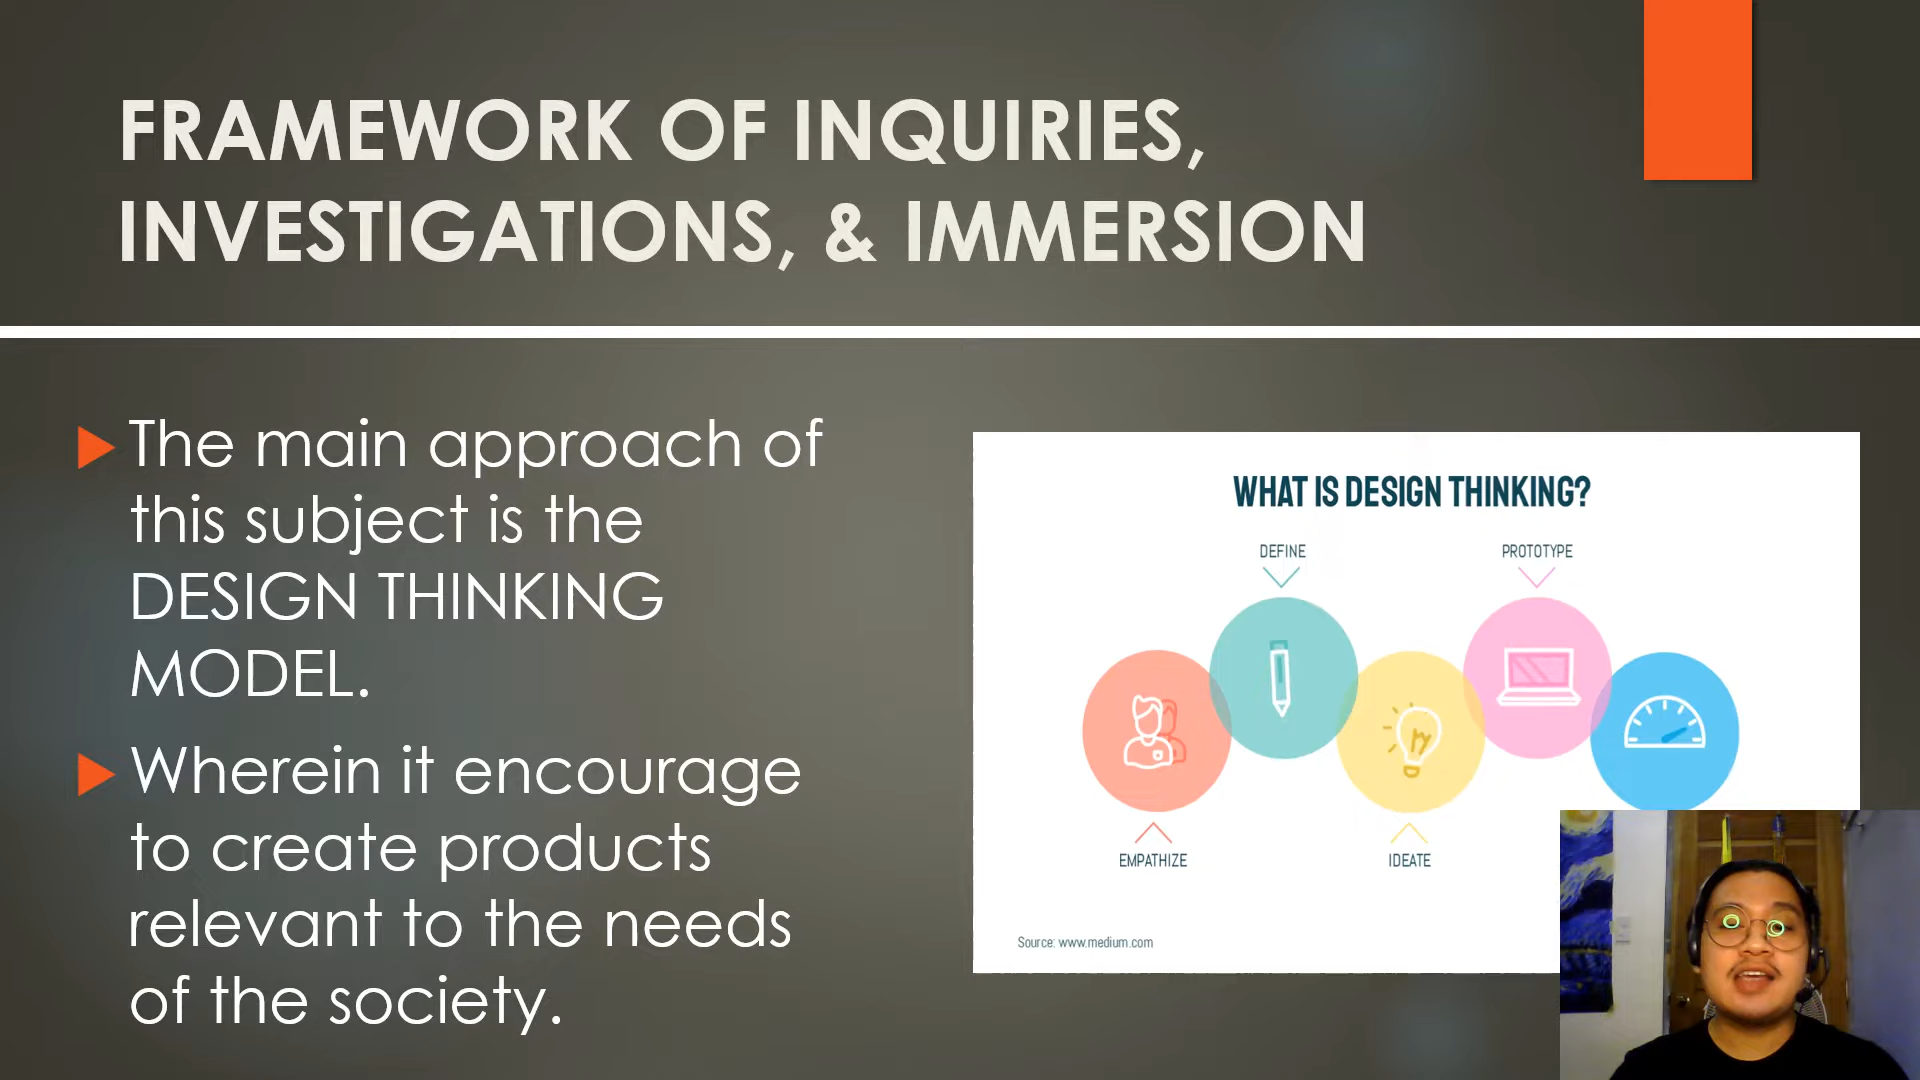 FRAMEWORK OF INQUIRIES,
INVESTIGATIONS, & IMMERSION
The main approach of
this subject is the
DESIGN THINKING
MODEL.
Wherein it encourage
to create products
relevant to the needs
of the society.
WHAT IS DESIGN THINKING?
DEFINE
PROTOTYPE
EMPATHIZE
IDEATE
Source: www.medium.com